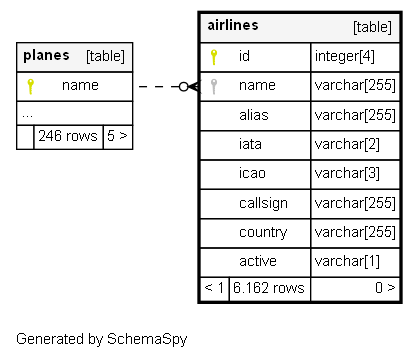 planes [table]
name
...
246 rows 5 >
airlines [table]
id integer[4]
name varchar[255]
alias varchar[255]
iata varchar[2]
icao varchar[3]
callsign varchar[255]
country varchar[255]
active varchar[1]
< 1 6.162 rows 0 >
Generated by SchemaSpy